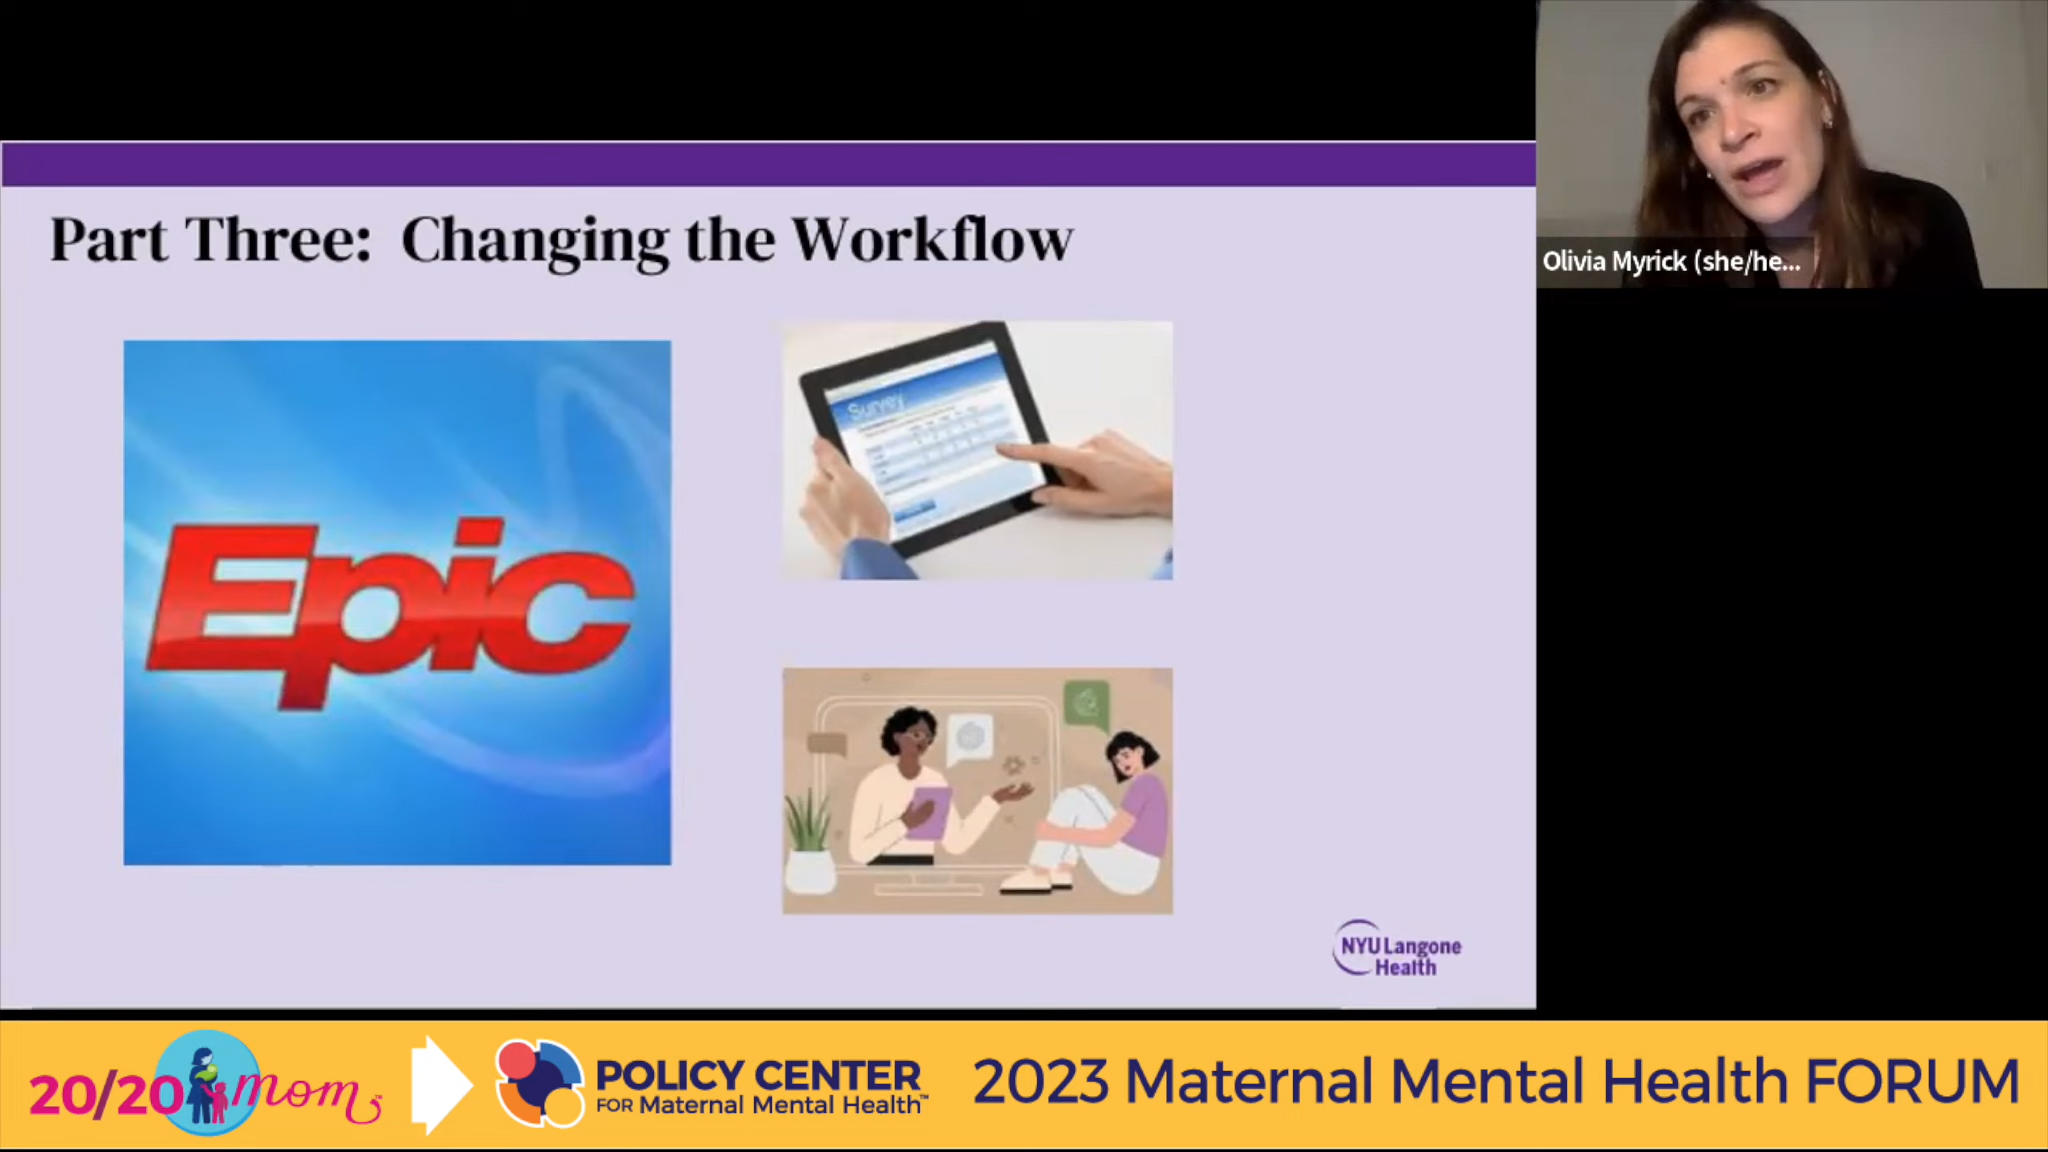 Part Three: Changing the Workflow
Epic
Survey
NYU Langone
Health
Olivia Myrick (she/he...
20/20 mom
POLICY CENTER
FOR Maternal Mental Health™
2023 Maternal Mental Health FORUM